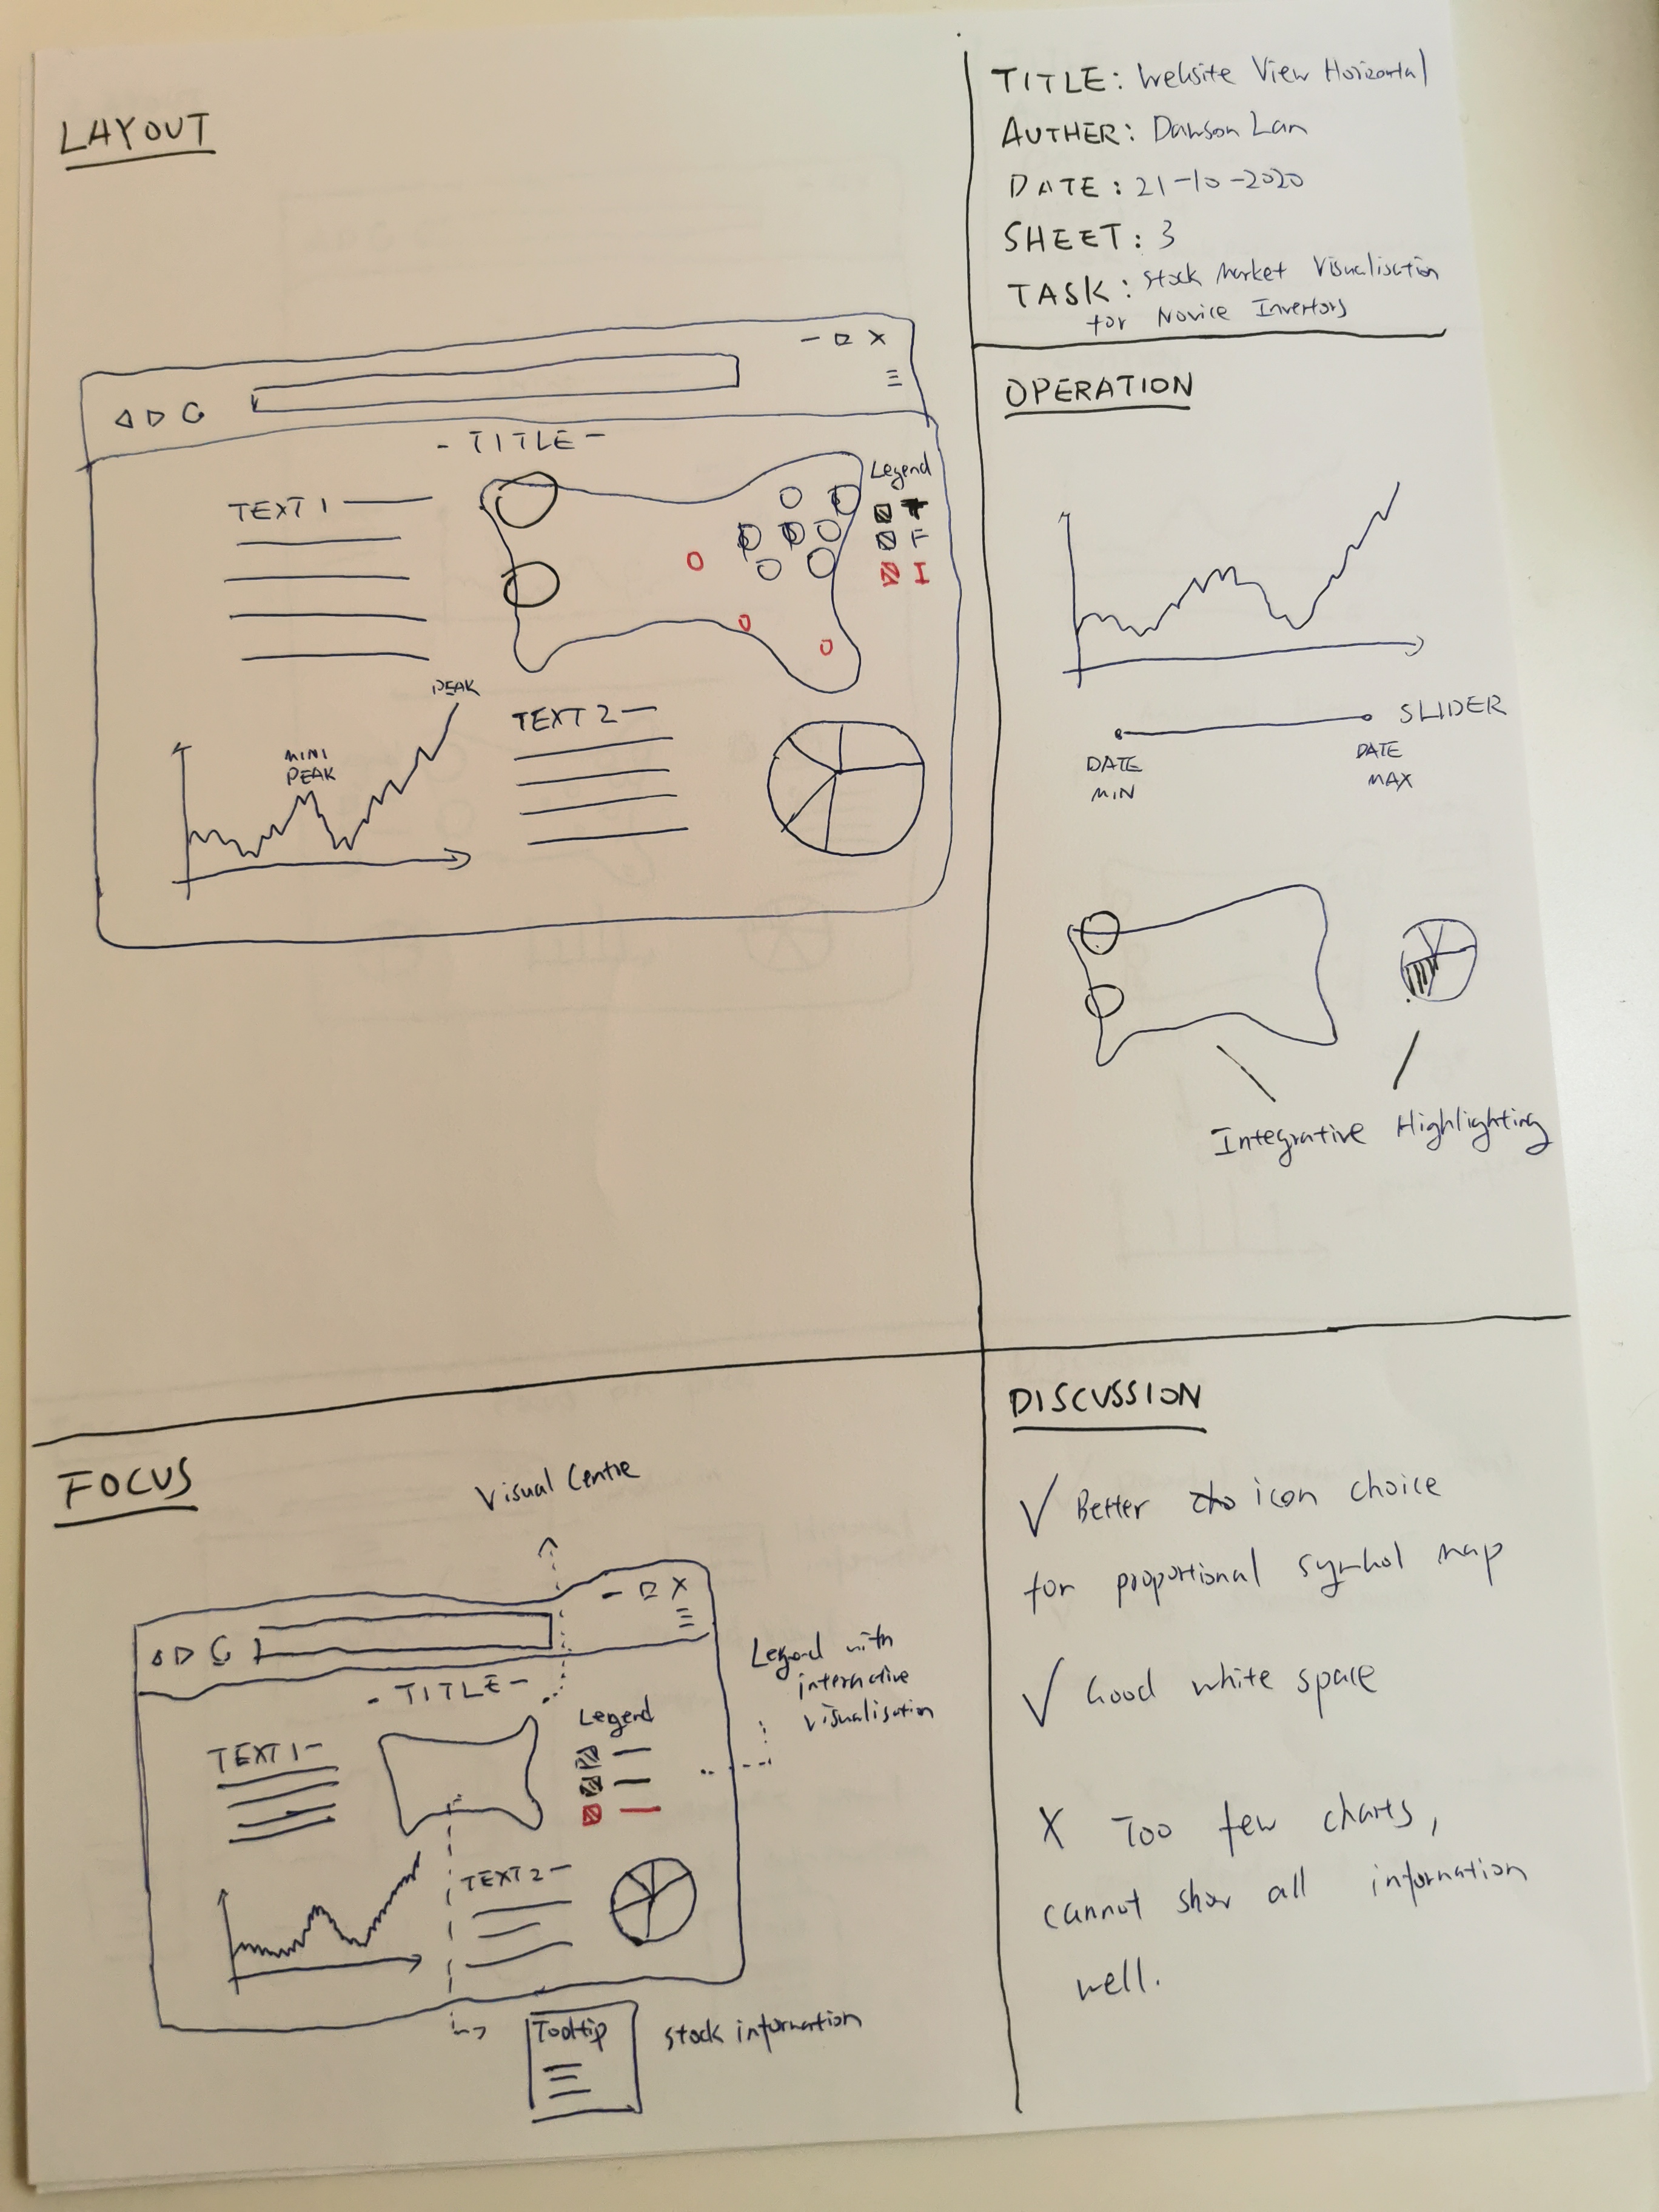 LAYOUT
- TITLE -
TEXT 1
Legend
F
I
PEAK
MINI
PEAK
TEXT 2
TITLE: Website View Horizontal
AUTHER: Dawson Lan
DATE: 21-10-2020
SHEET: 3
TASK: Stock Market Visualisation
for Novice Invertors
OPERATION
SLIDER
DATE
MIN
DATE
MAX
Integrative Highlighting
FOCUS
Visual Centre
- TITLE -
TEXT 1
Legend
Legend with
interactive
visualisation
TEXT 2
Tooltip
stock information
DISCUSSION
✓ Better icon choice
for proportional symbol map
✓ Good white space
X Too few charts,
cannot show all information
well.